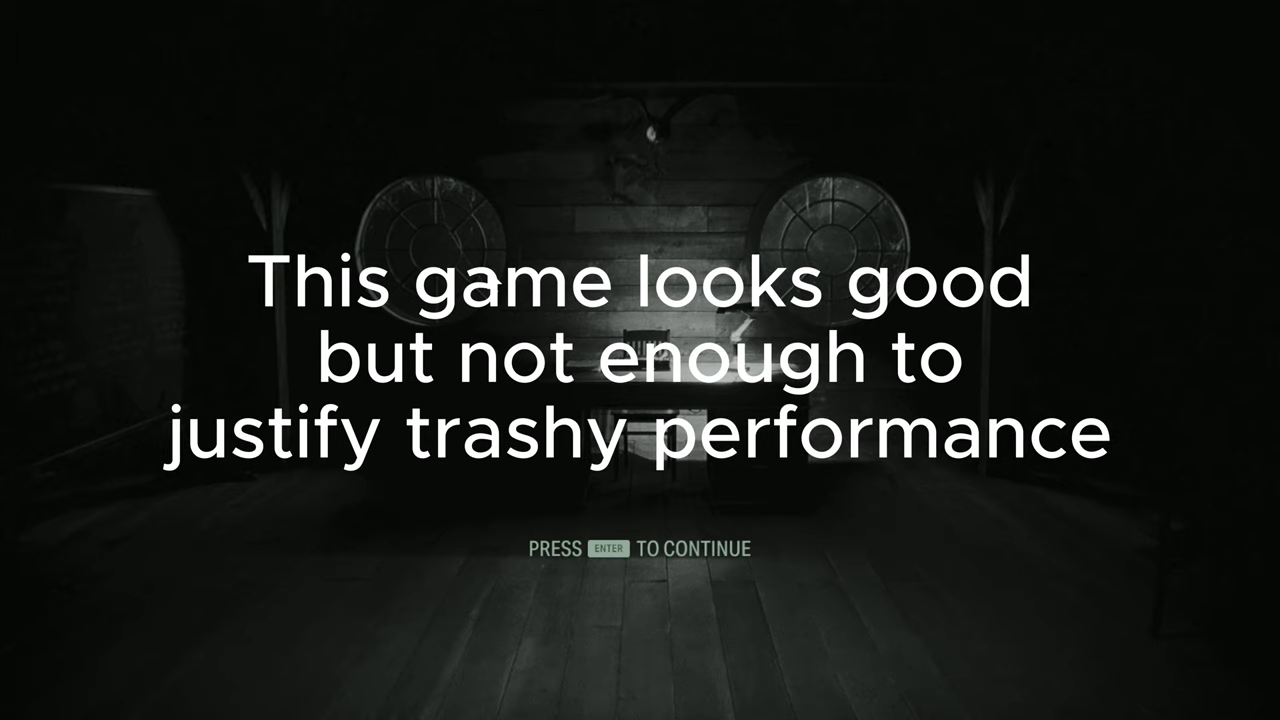 This game looks good
but not enough to
justify trashy performance
PRESS ENTER TO CONTINUE